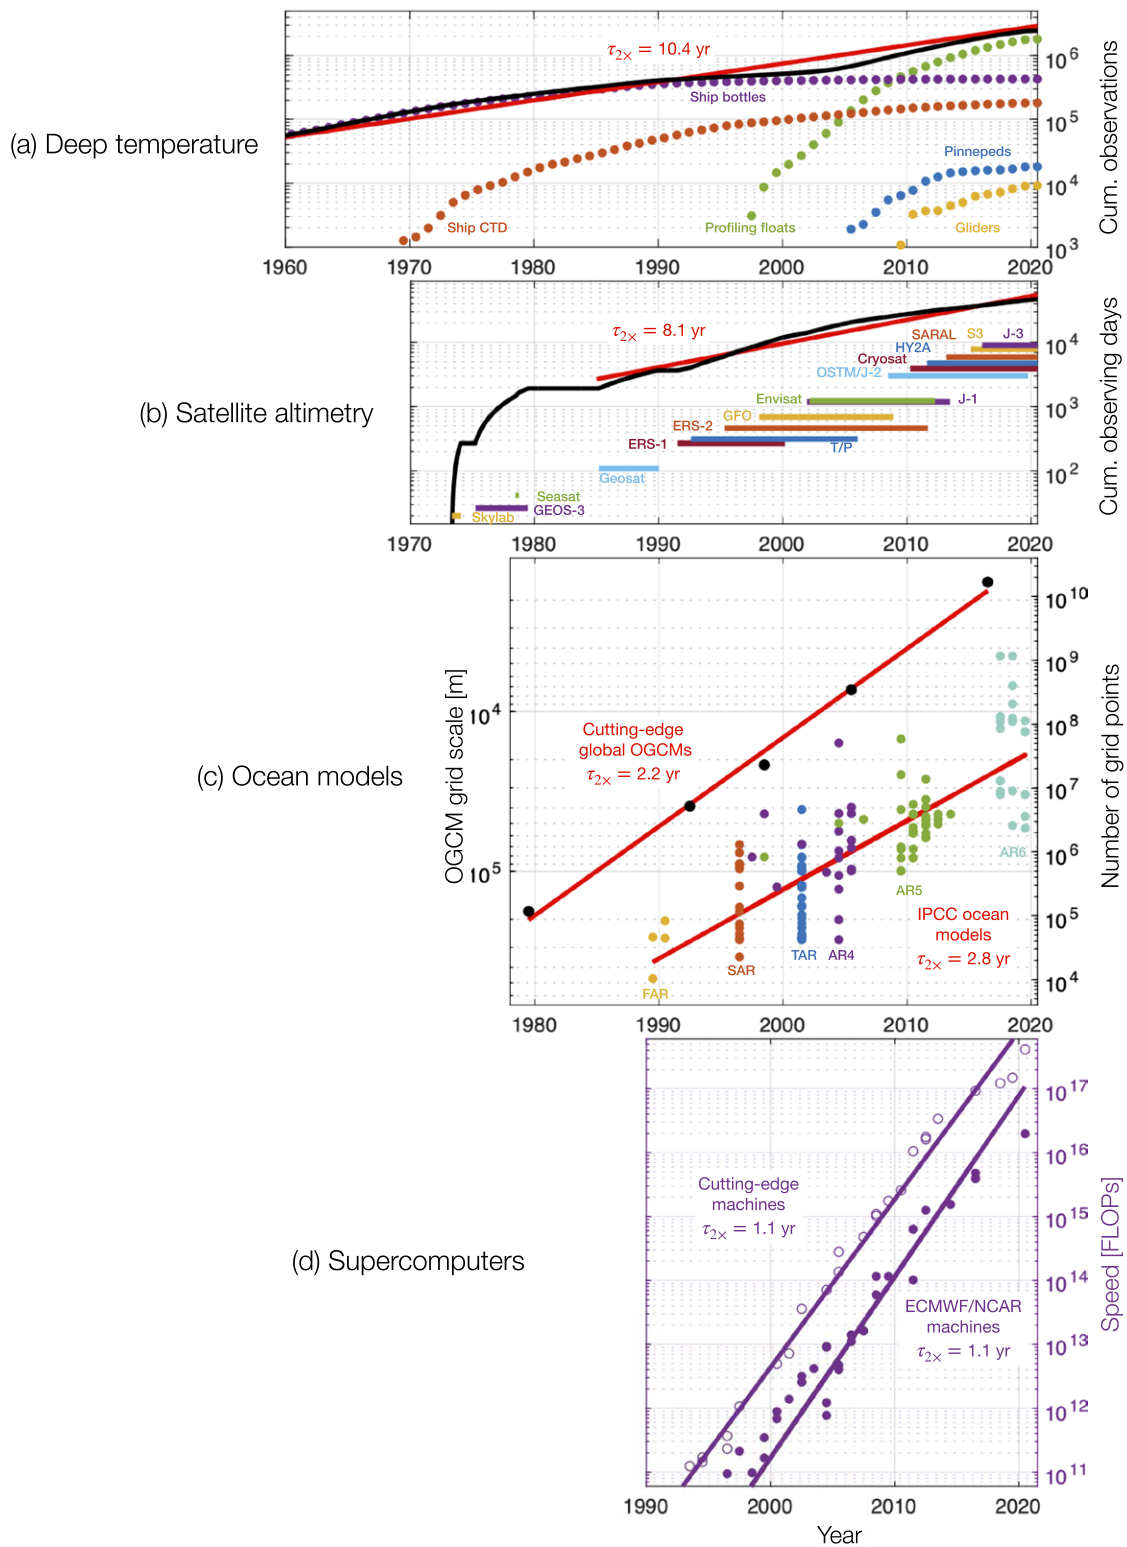 (a) Deep temperature
τ2× = 10.4 yr
Ship bottles
Ship CTD
Profiling floats
Pinnepeds
Gliders
10^6
10^5
10^4
10^3
Cum. observations
1960 1970 1980 1990 2000 2010 2020
(b) Satellite altimetry
τ2× = 8.1 yr
SARAL S3 J-3
HY2A
Cryosat
OSTM/J-2
Envisat J-1
GFO
ERS-2
ERS-1 T/P
Geosat
Seasat
GEOS-3
Skylab
10^4
10^3
10^2
Cum. observing days
1970 1980 1990 2000 2010 2020
(c) Ocean models
OGCM grid scale [m]
10^4
10^5
Cutting-edge
global OGCMs
τ2× = 2.2 yr
IPCC ocean
models
τ2× = 2.8 yr
FAR
SAR
TAR
AR4
AR5
AR6
10^10
10^9
10^8
10^7
10^6
10^5
10^4
Number of grid points
1980 1990 2000 2010 2020
(d) Supercomputers
Cutting-edge
machines
τ2× = 1.1 yr
ECMWF/NCAR
machines
τ2× = 1.1 yr
10^17
10^16
10^15
10^14
10^13
10^12
10^11
Speed [FLOPs]
1990 2000 2010 2020
Year